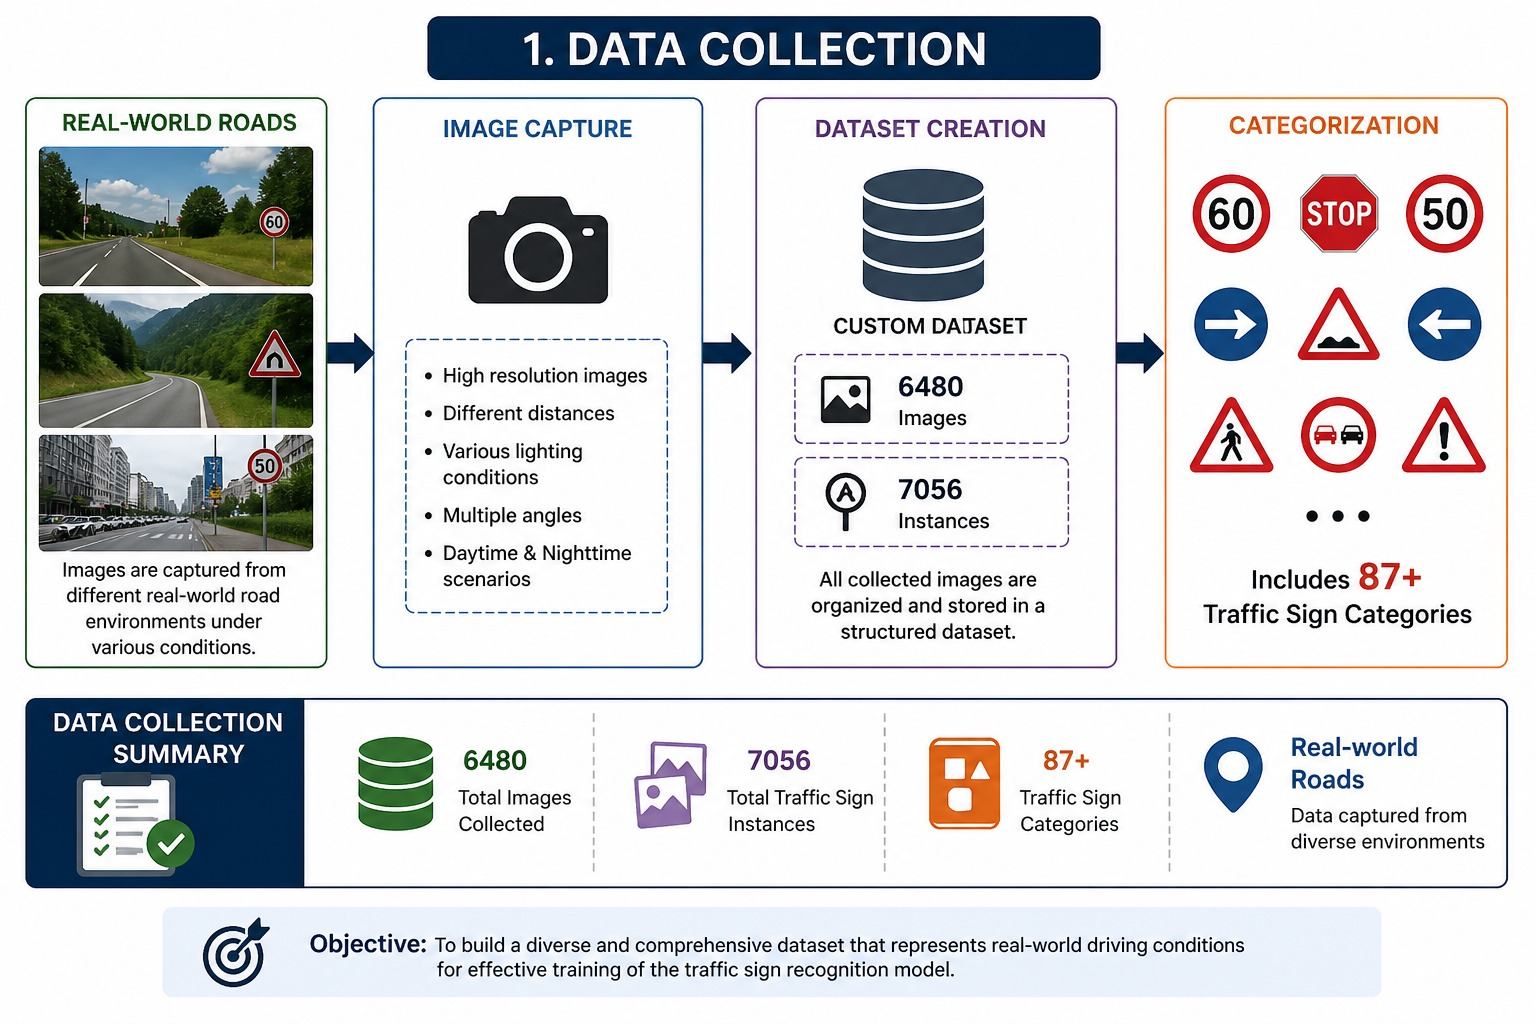 1. DATA COLLECTION
REAL-WORLD ROADS
60
50
Images are captured from
different real-world road
environments under
various conditions.
IMAGE CAPTURE
• High resolution images
• Different distances
• Various lighting
conditions
• Multiple angles
• Daytime & Nighttime
scenarios
DATASET CREATION
CUSTOM DATASET
6480
Images
A
7056
Instances
All collected images are
organized and stored in a
structured dataset.
CATEGORIZATION
60
STOP
50
!
• • •
Includes 87+
Traffic Sign Categories
DATA COLLECTION
SUMMARY
6480
Total Images
Collected
7056
Total Traffic Sign
Instances
87+
Traffic Sign
Categories
Real-world
Roads
Data captured from
diverse environments
Objective: To build a diverse and comprehensive dataset that represents real-world driving conditions
for effective training of the traffic sign recognition model.